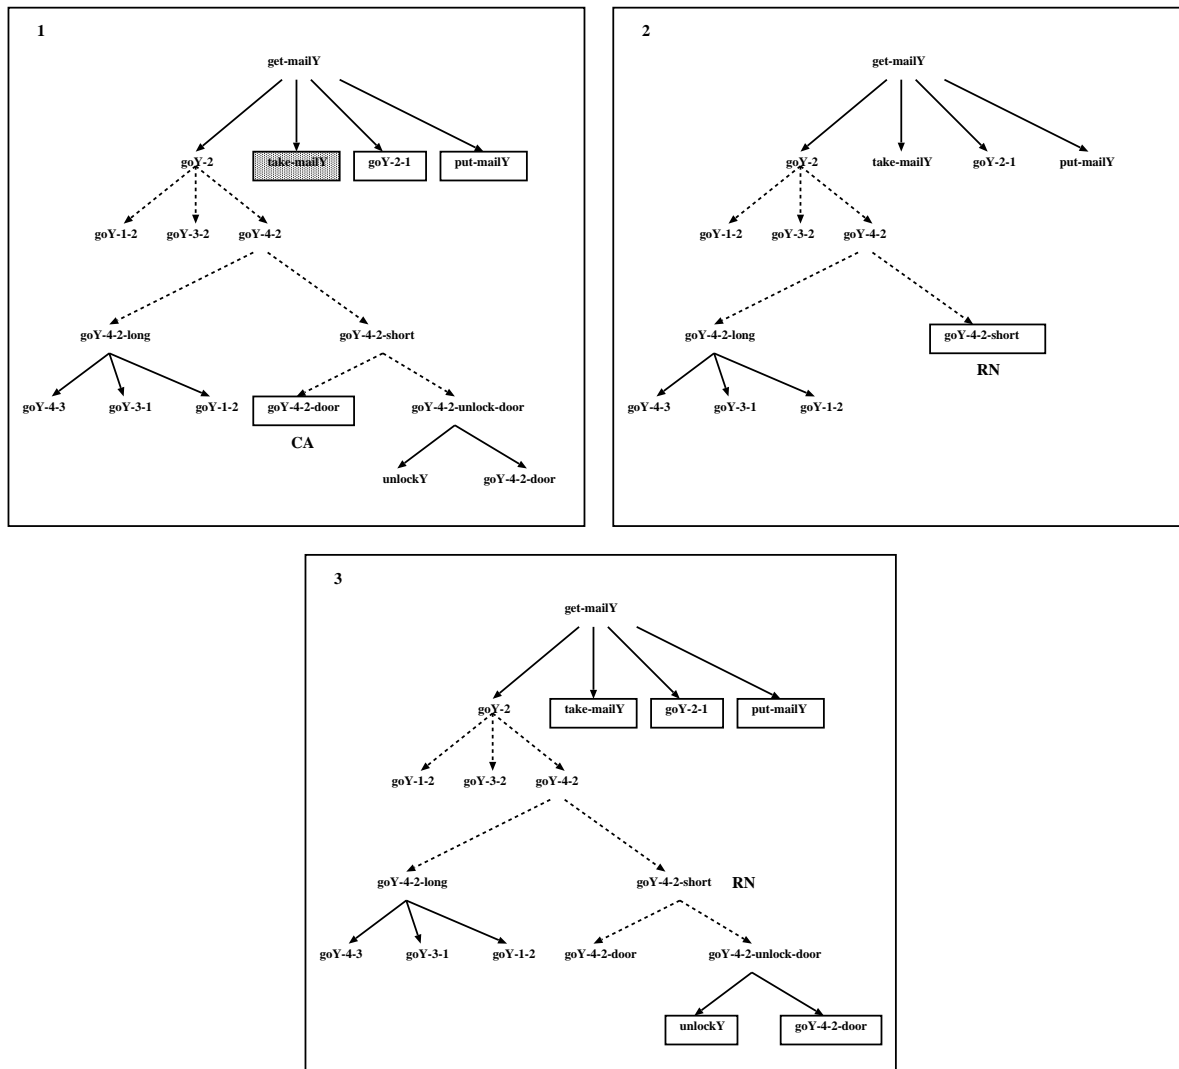 1
get-mailY
goY-2 take-mailY goY-2-1 put-mailY
goY-1-2 goY-3-2 goY-4-2
goY-4-2-long goY-4-2-short
goY-4-3 goY-3-1 goY-1-2 goY-4-2-door goY-4-2-unlock-door
CA
unlockY goY-4-2-door
2
get-mailY
goY-2 take-mailY goY-2-1 put-mailY
goY-1-2 goY-3-2 goY-4-2
goY-4-2-long goY-4-2-short
RN
goY-4-3 goY-3-1 goY-1-2
3
get-mailY
goY-2 take-mailY goY-2-1 put-mailY
goY-1-2 goY-3-2 goY-4-2
goY-4-2-long goY-4-2-short RN
goY-4-3 goY-3-1 goY-1-2 goY-4-2-door goY-4-2-unlock-door
unlockY goY-4-2-door